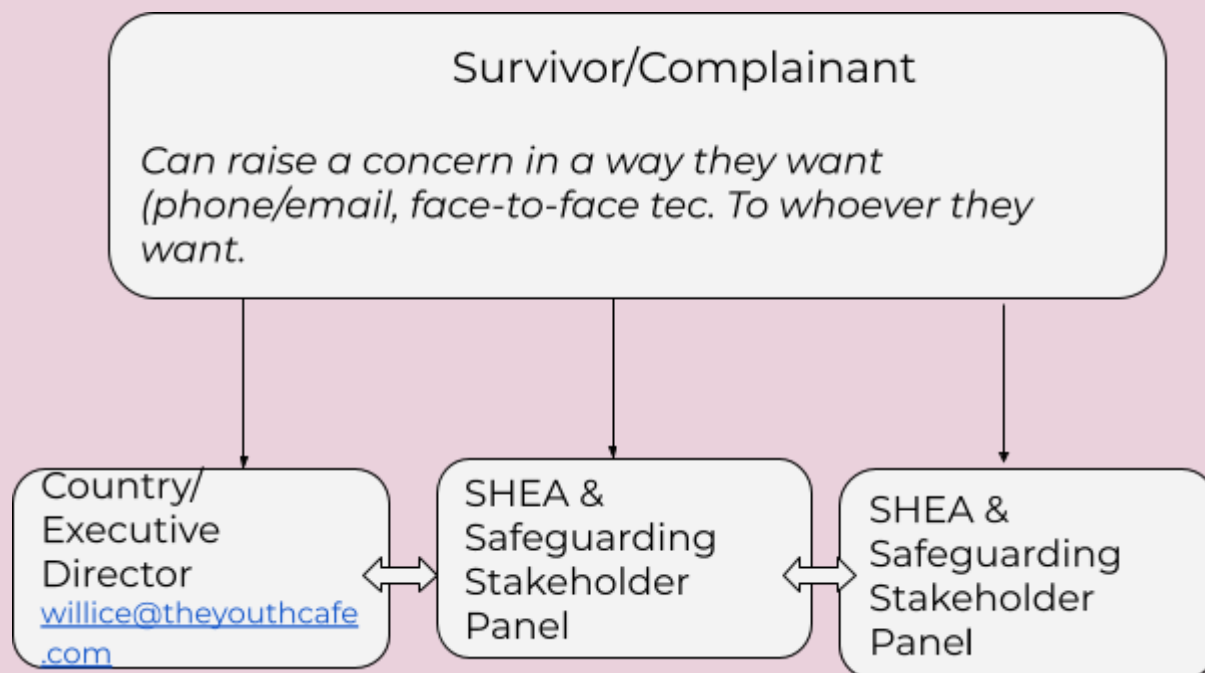 Survivor/Complainant
Can raise a concern in a way they want
(phone/email, face-to-face tec. To whoever they
want.
Country/
Executive
Director
willice@theyouthcafe
.com
SHEA &
Safeguarding
Stakeholder
Panel
SHEA &
Safeguarding
Stakeholder
Panel